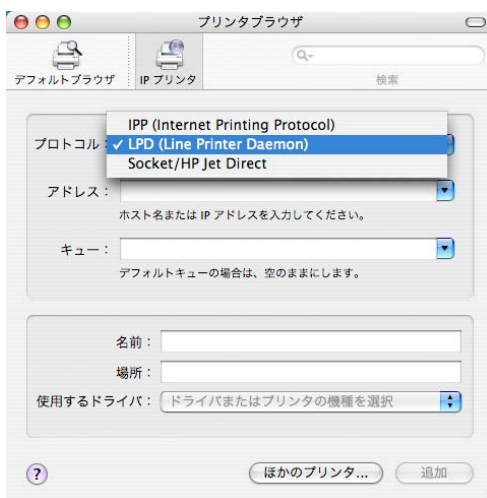 プリンタブラウザ
デフォルトブラウザ
IP プリンタ
検索
IPP (Internet Printing Protocol)
プロトコル：
✓ LPD (Line Printer Daemon)
Socket/HP Jet Direct
アドレス：
ホスト名または IP アドレスを入力してください。
キュー：
デフォルトキューの場合は、空のままにします。
名前：
場所：
使用するドライバ：
ドライバまたはプリンタの機種を選択
?
ほかのプリンタ...
追加